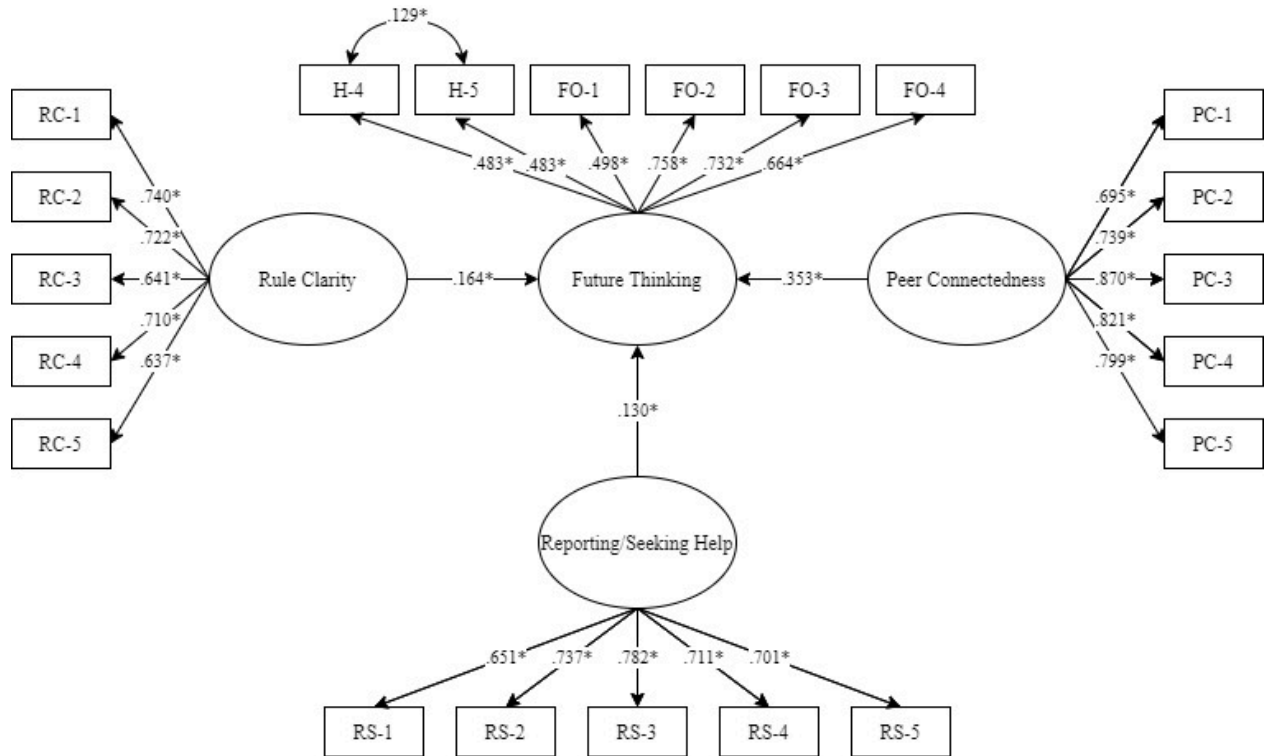 .129*
H-4 H-5 FO-1 FO-2 FO-3 FO-4
RC-1
RC-2
RC-3
RC-4
RC-5
PC-1
PC-2
PC-3
PC-4
PC-5
.483* .483* .498* .758* .732* .664*
.740*
.722*
.641*
.710*
.637*
.695*
.739*
.870*
.821*
.799*
Rule Clarity
.164*
Future Thinking
.353*
Peer Connectedness
.130*
Reporting/Seeking Help
.651* .737* .782* .711* .701*
RS-1 RS-2 RS-3 RS-4 RS-5